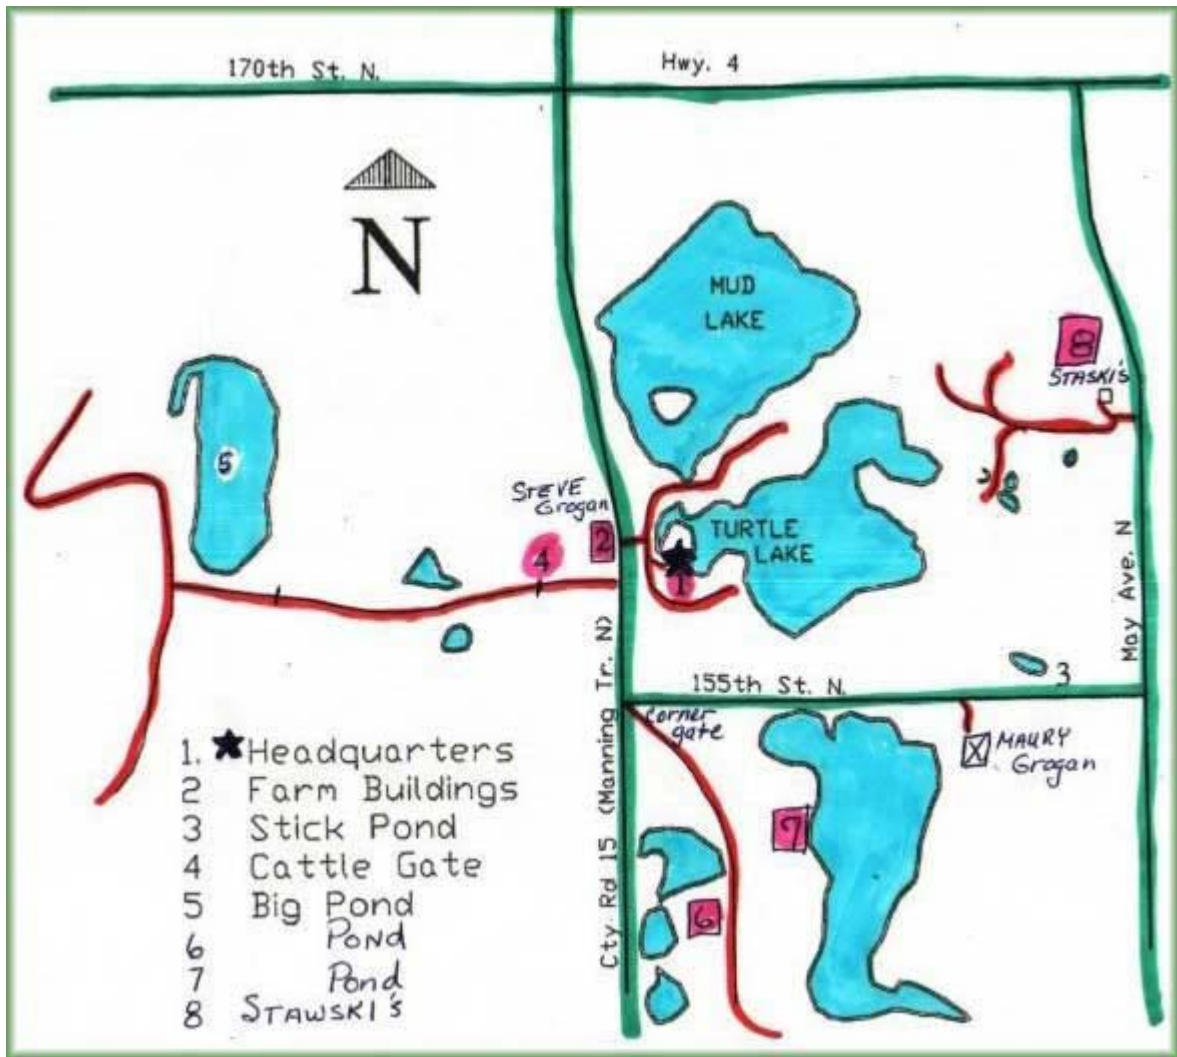 170th St. N.
Hwy. 4
N
MUD
LAKE
8
STASKI'S
5
STEVE
Grogan
2
4
TURTLE
LAKE
1
May Ave. N
3
155th St. N.
Cty Rd 15 (Manning Tr. N)
corner
gate
MAURY
Grogan
7
6
1. ★ Headquarters
2 Farm Buildings
3 Stick Pond
4 Cattle Gate
5 Big Pond
6 Pond
7 Pond
8 STAWSKI'S